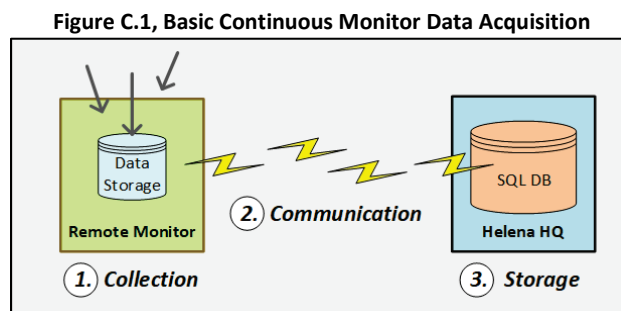 Figure C.1, Basic Continuous Monitor Data Acquisition
Data
Storage
Remote Monitor
1. Collection
2. Communication
SQL DB
Helena HQ
3. Storage